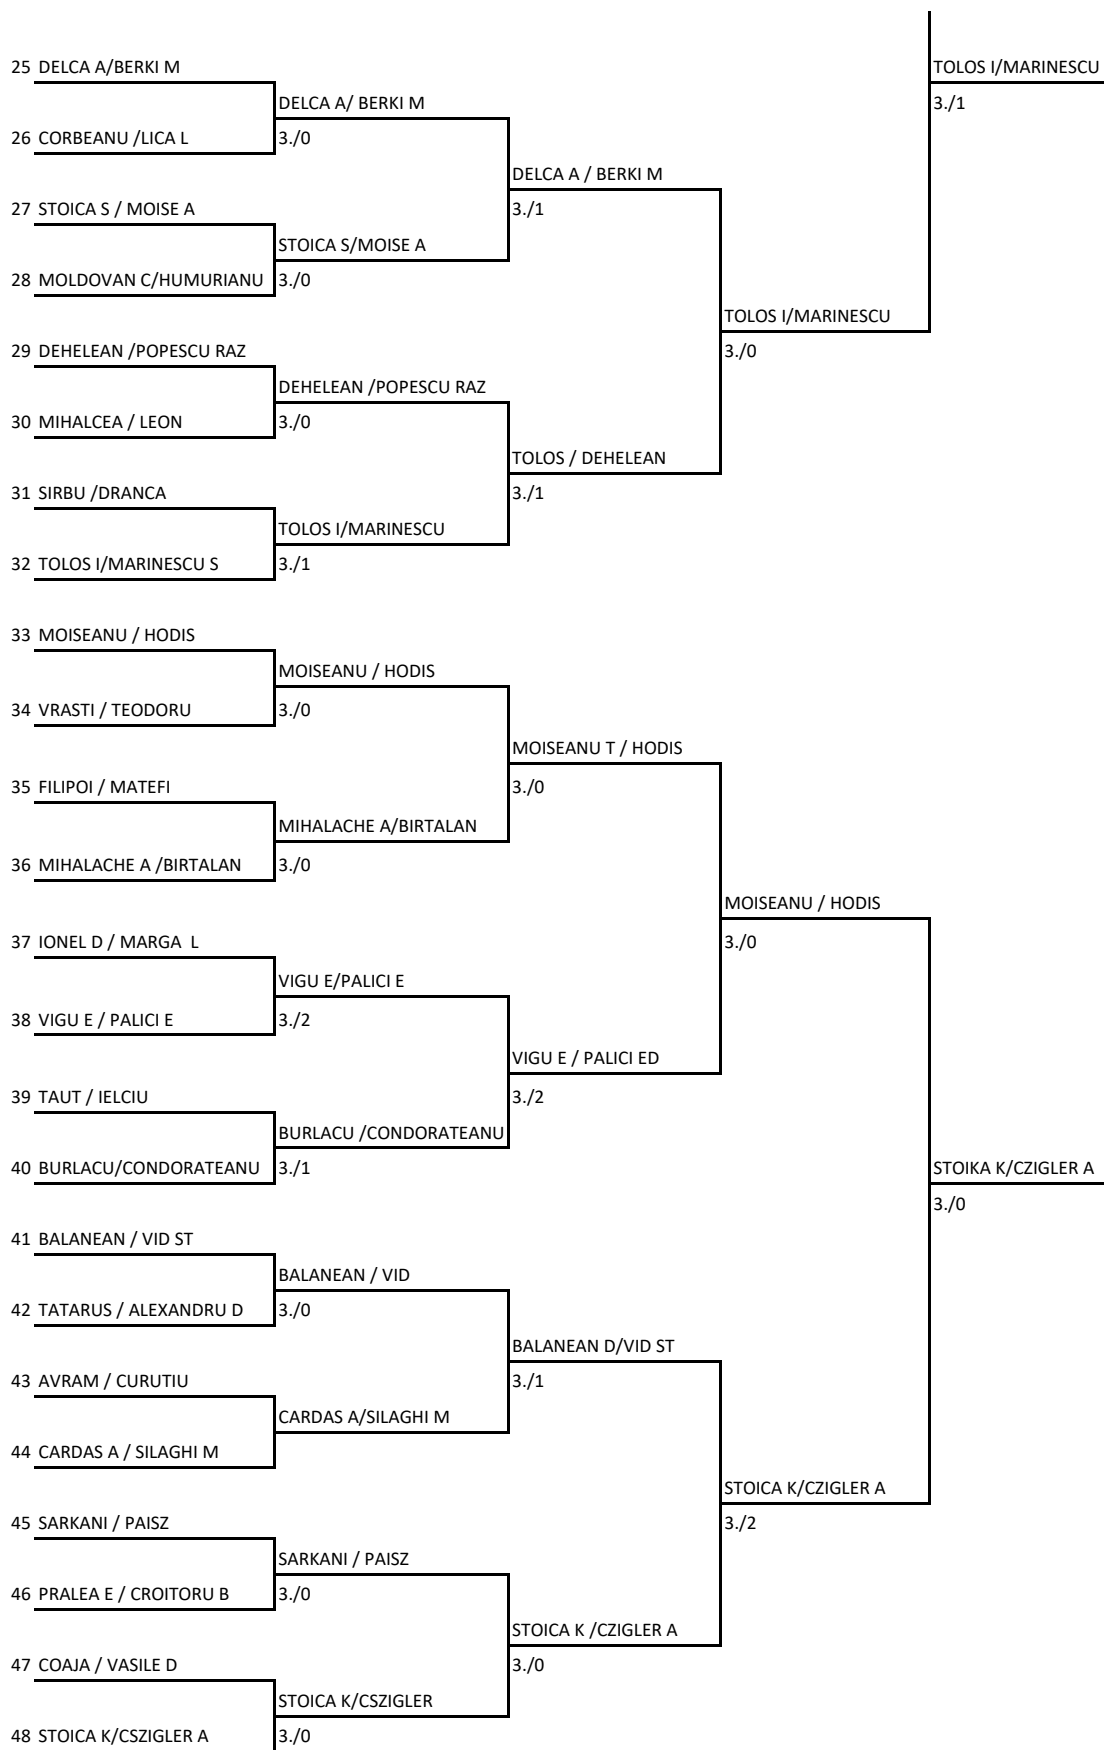 25 DELCA A/BERKI M
TOLOS I/MARINESCU
DELCA A/ BERKI M
3./1
26 CORBEANU /LICA L
3./0
DELCA A / BERKI M
27 STOICA S / MOISE A
3./1
STOICA S/MOISE A
28 MOLDOVAN C/HUMURIANU
3./0
TOLOS I/MARINESCU
29 DEHELEAN /POPESCU RAZ
3./0
DEHELEAN /POPESCU RAZ
30 MIHALCEA / LEON
3./0
TOLOS / DEHELEAN
31 SIRBU /DRANCA
3./1
TOLOS I/MARINESCU
32 TOLOS I/MARINESCU S
3./1
33 MOISEANU / HODIS
MOISEANU / HODIS
34 VRASTI / TEODORU
3./0
MOISEANU T / HODIS
35 FILIPOI / MATEFI
3./0
MIHALACHE A/BIRTALAN
36 MIHALACHE A /BIRTALAN
3./0
MOISEANU / HODIS
37 IONEL D / MARGA  L
3./0
VIGU E/PALICI E
38 VIGU E / PALICI E
3./2
VIGU E / PALICI ED
39 TAUT / IELCIU
3./2
BURLACU /CONDORATEANU
40 BURLACU/CONDORATEANU
3./1
STOIKA K/CZIGLER A
3./0
41 BALANEAN / VID ST
BALANEAN / VID
42 TATARUS / ALEXANDRU D
3./0
BALANEAN D/VID ST
43 AVRAM / CURUTIU
3./1
CARDAS A/SILAGHI M
44 CARDAS A / SILAGHI M
STOICA K/CZIGLER A
45 SARKANI / PAISZ
3./2
SARKANI / PAISZ
46 PRALEA E / CROITORU B
3./0
STOICA K /CZIGLER A
47 COAJA / VASILE D
3./0
STOICA K/CSZIGLER
48 STOICA K/CSZIGLER A
3./0